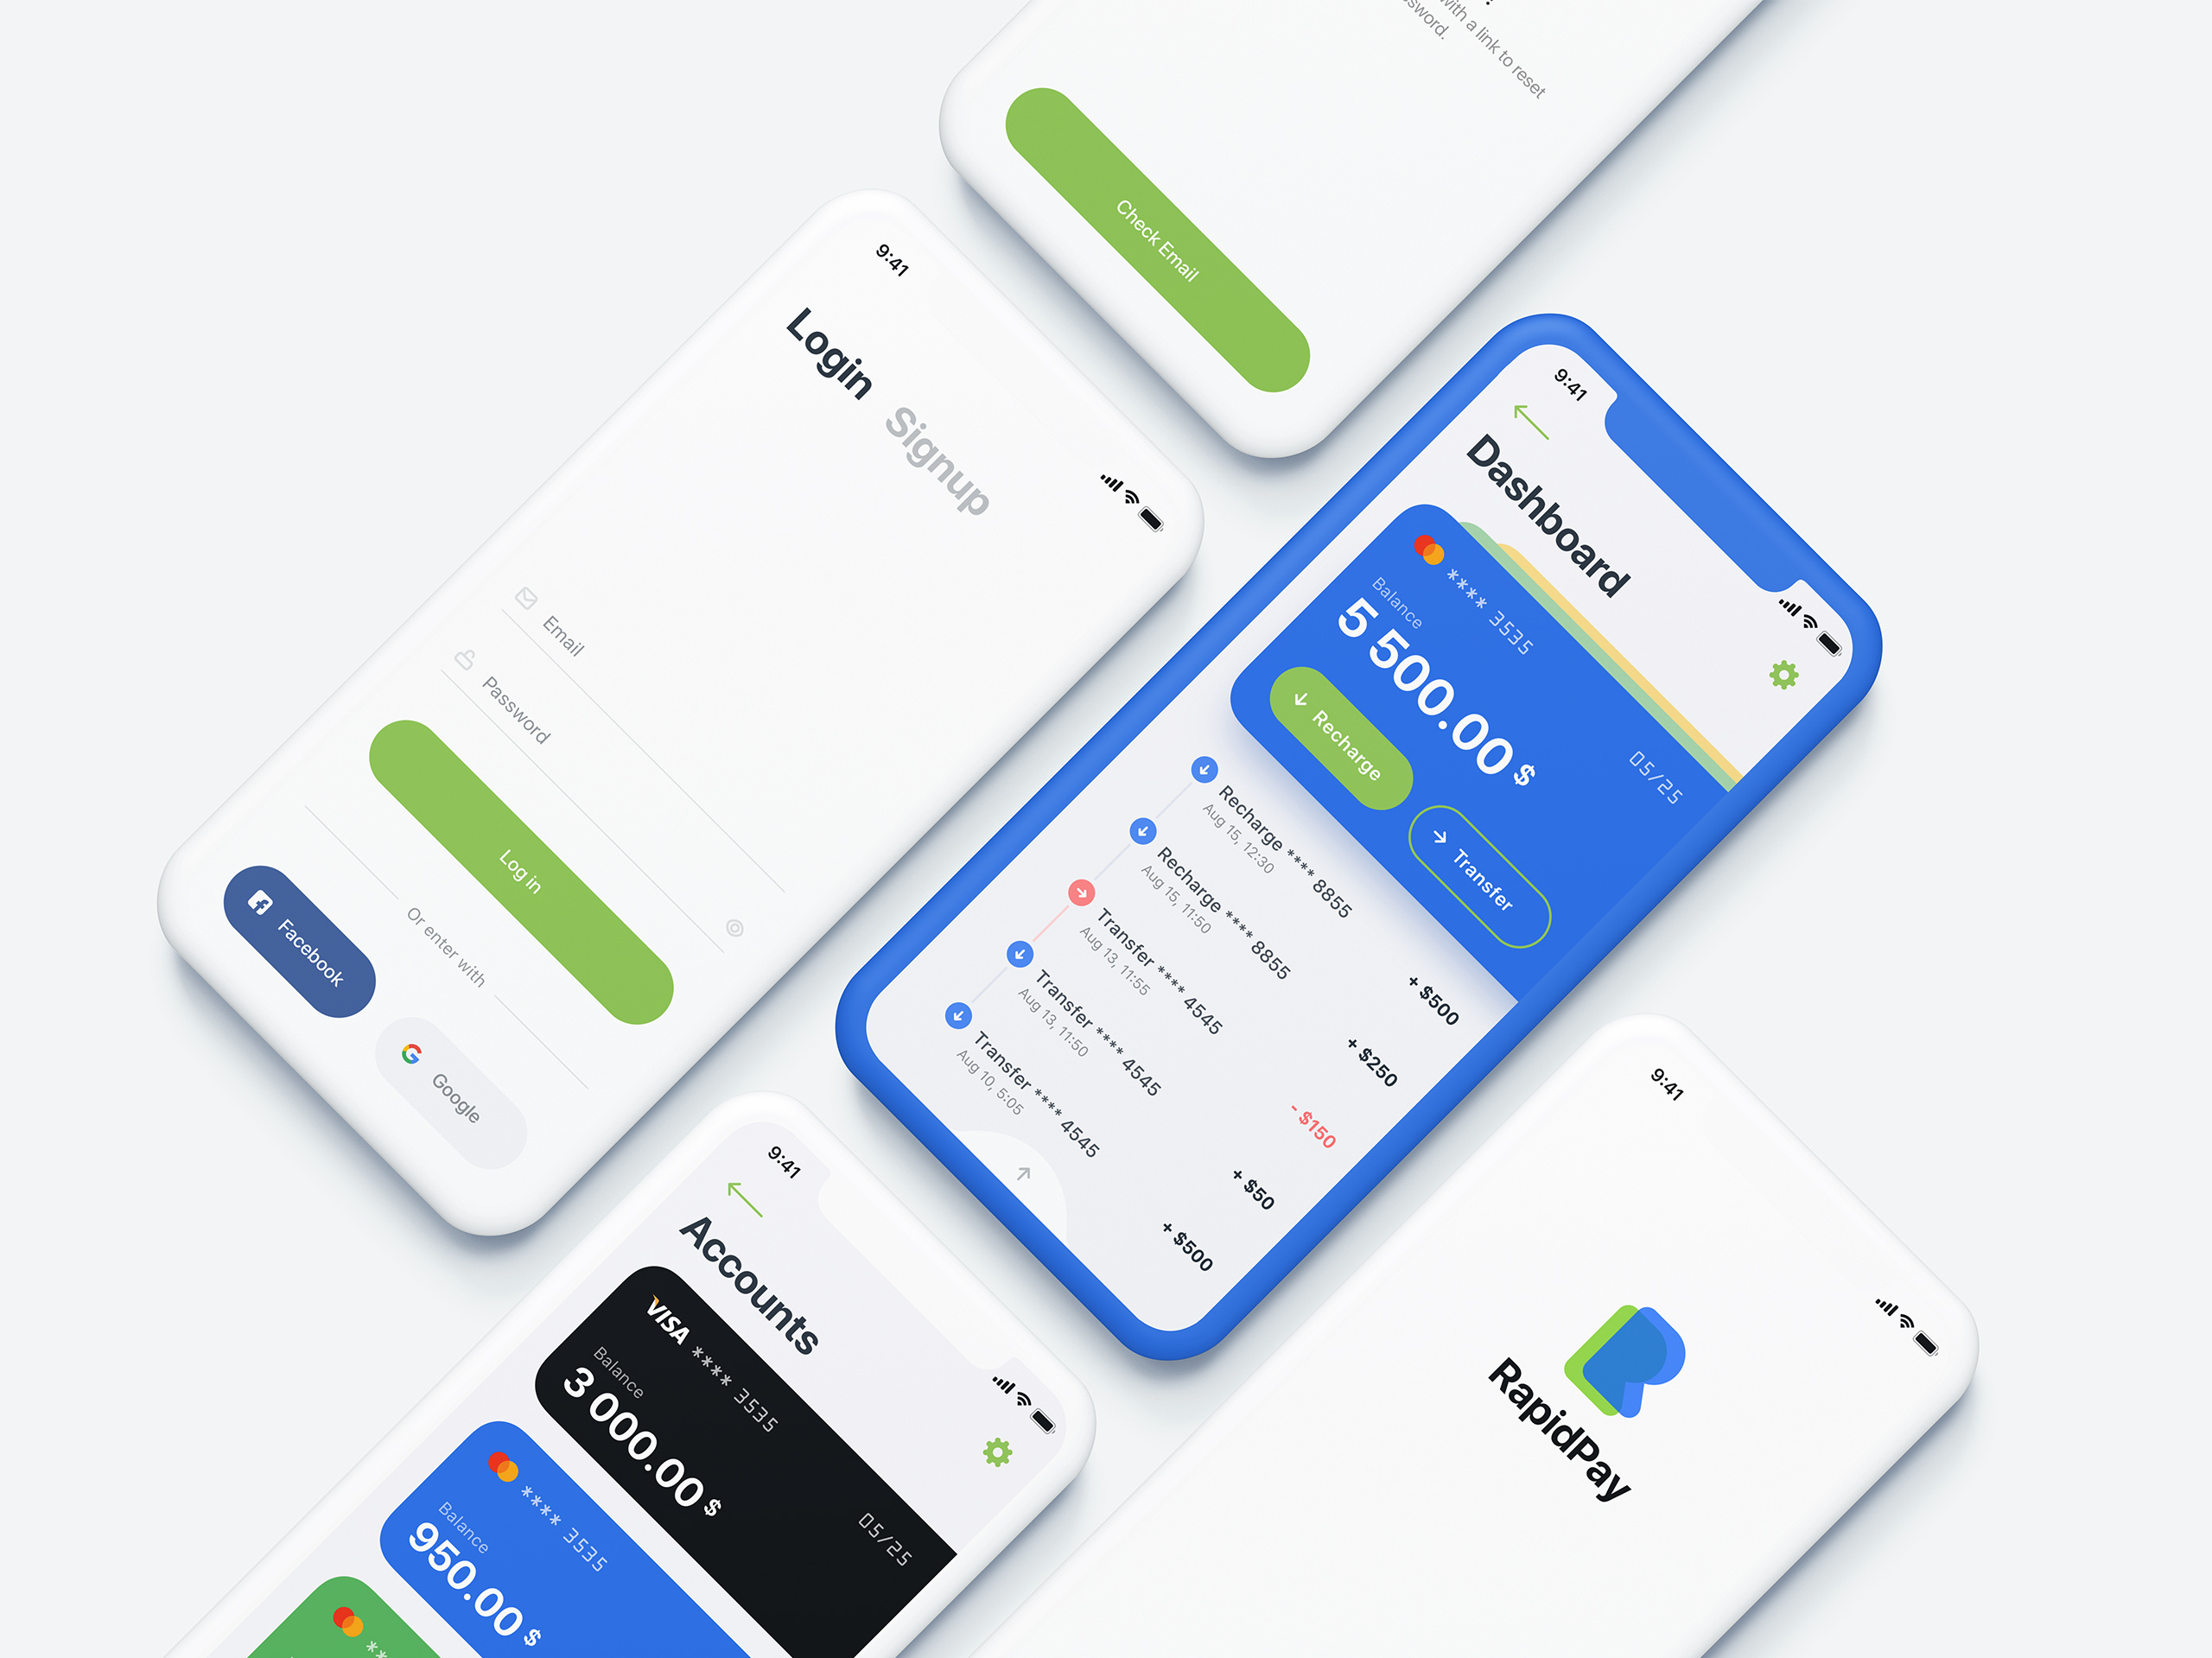 with a link to reset
Check Email
9:41
Login Signup
Email
Password
Log in
Or enter with
Facebook
Google
9:41
Dashboard
**** 3535
05/25
Balance
5 500.00 $
Recharge
Transfer
Recharge **** 8855
+ $500
Aug 15, 12:30
Recharge **** 8855
+ $250
Aug 15, 11:50
Transfer **** 4545
- $150
Aug 13, 11:55
Transfer **** 4545
+ $50
Aug 13, 11:50
Transfer **** 4545
+ $500
Aug 10, 5:05
9:41
Accounts
VISA **** 3535
05/25
Balance
3 000.00 $
**** 3535
Balance
950.00 $
**
9:41
RapidPay